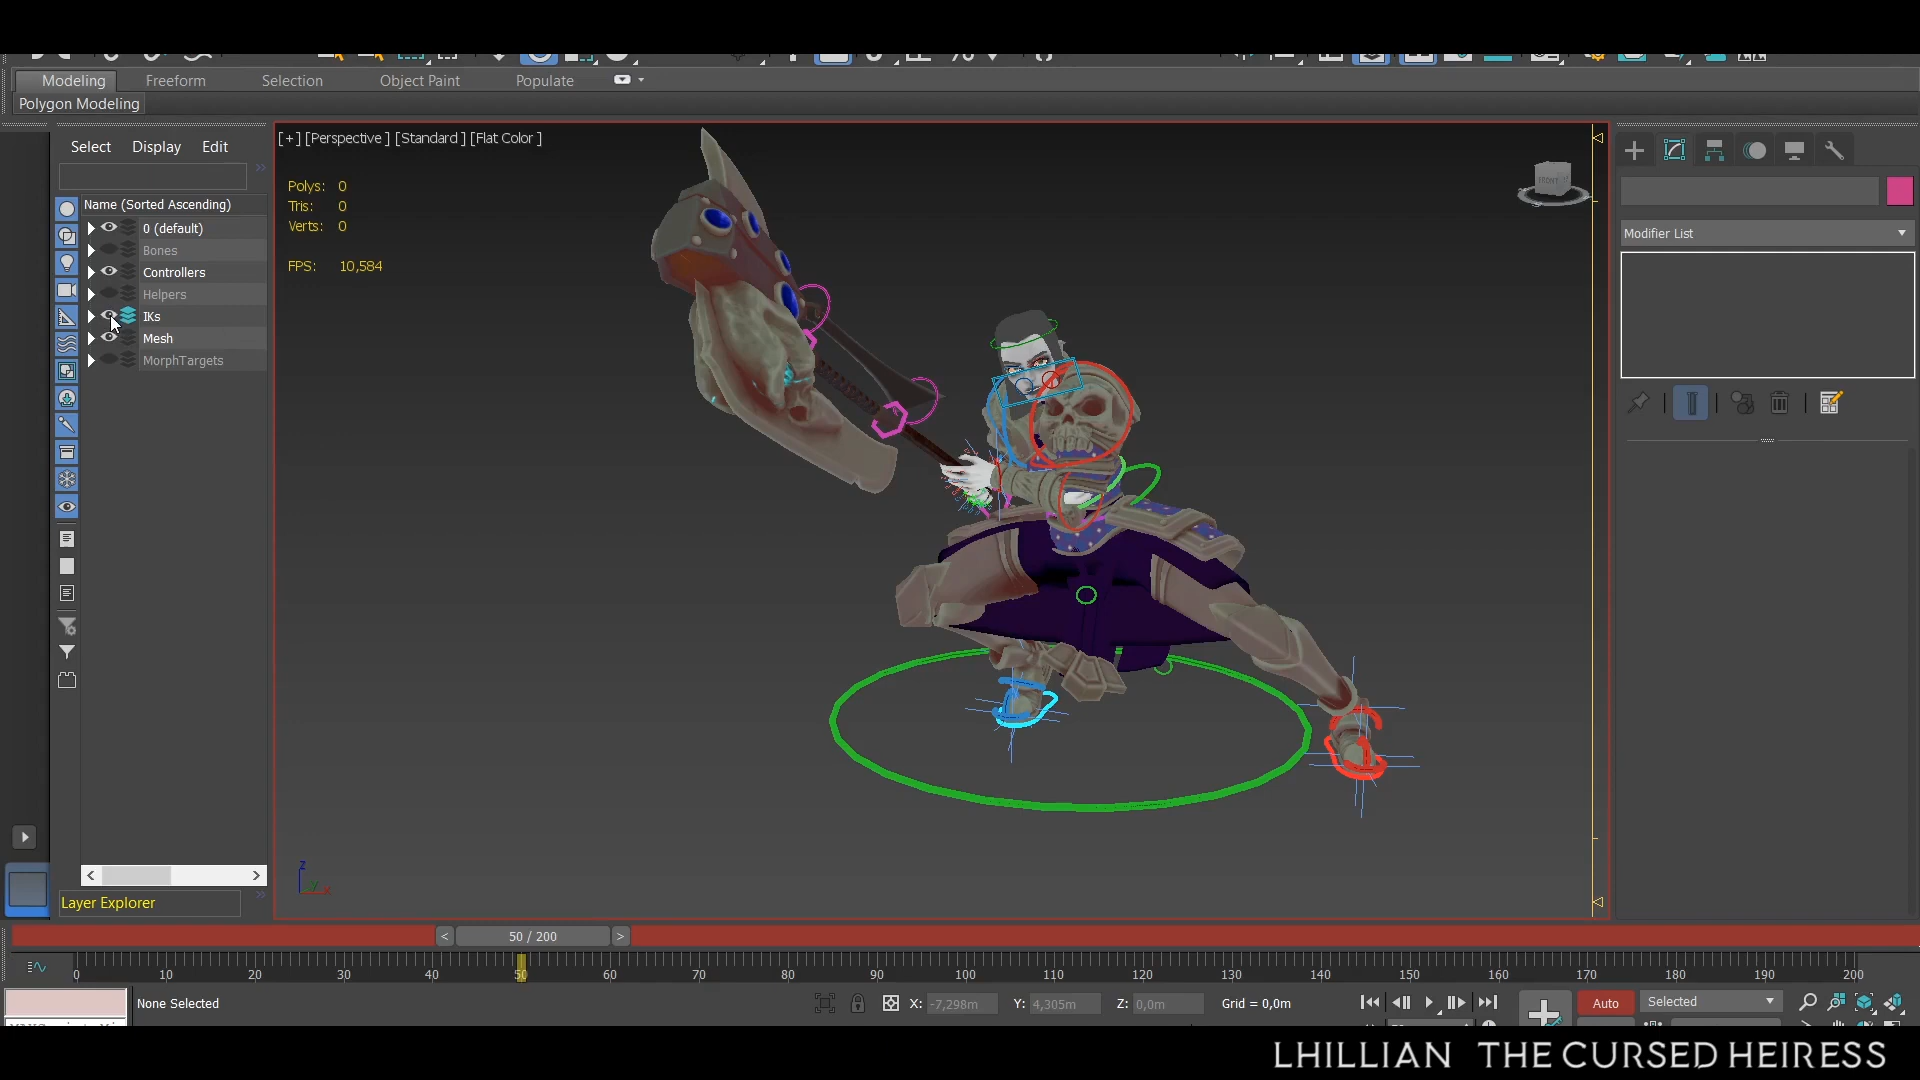 Modeling Freeform Selection Object Paint Populate
Polygon Modeling
Select Display Edit
Name (Sorted Ascending)
0 (default)
Bones
Controllers
Helpers
IKs
Mesh
MorphTargets
Layer Explorer
[+] [Perspective ] [Standard ] [Flat Color ]
Polys: 0
Tris: 0
Verts: 0
FPS: 10,584
FRONT
z
y x
Modifier List
< 50 / 200 >
0 10 20 30 40 50 60 70 80 90 100 110 120 130 140 150 160 170 180 190 200
None Selected X: -7,298m Y: 4,305m Z: 0,0m Grid = 0,0m Auto Selected
LHILLIAN THE CURSED HEIRESS